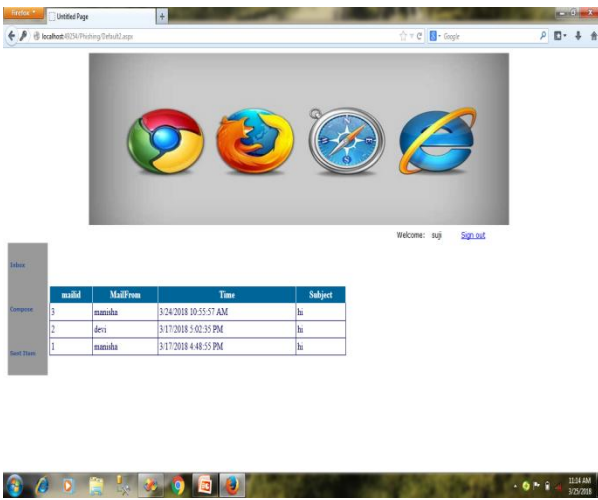 Firefox
Untitled Page
localhost:49254/Phishing/Default2.aspx
Google
Welcome: suji Sign out
Inbox
Compose
Sent Item
mailid MailFrom Time Subject
3 manisha 3/24/2018 10:55:57 AM hi
2 devi 3/17/2018 5:02:35 PM hi
1 manisha 3/17/2018 4:48:55 PM hi
11:14 AM
3/25/2018